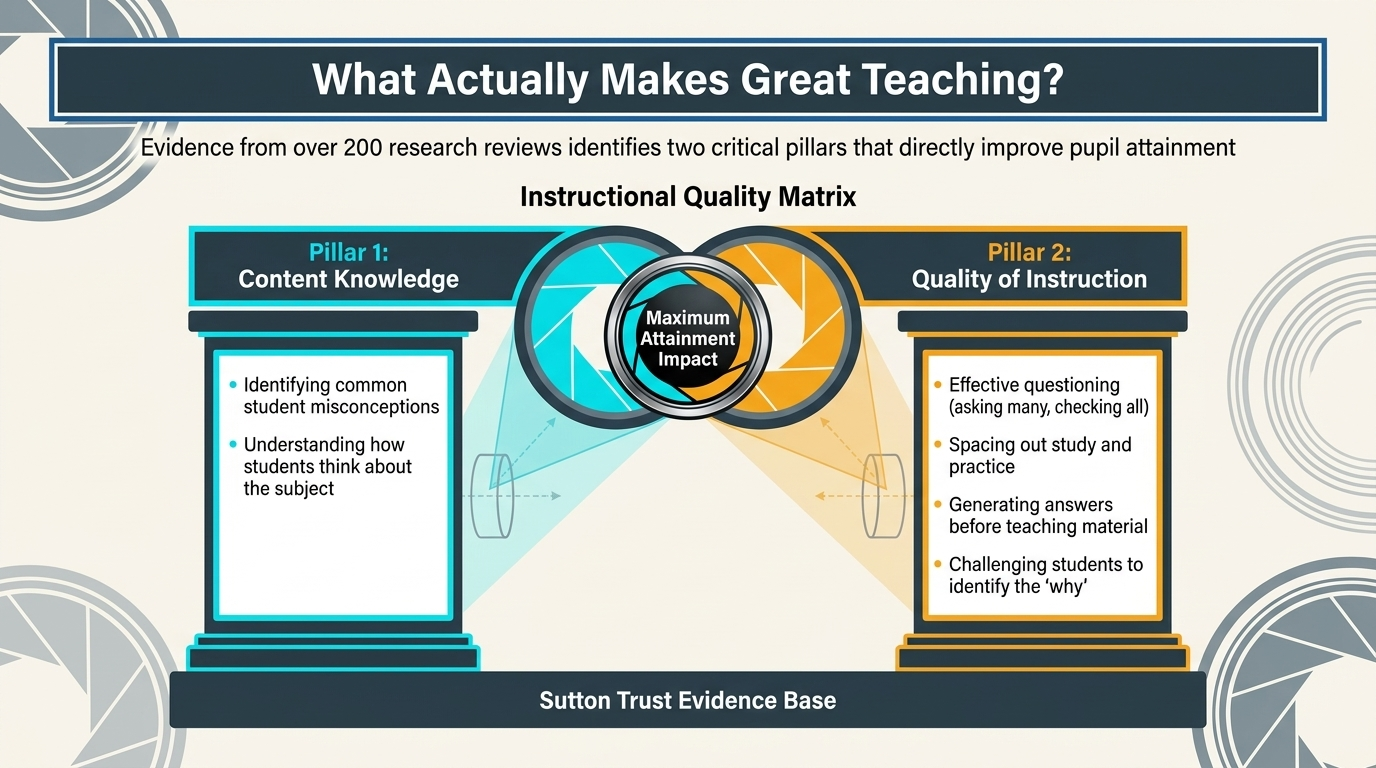 What Actually Makes Great Teaching?
Evidence from over 200 research reviews identifies two critical pillars that directly improve pupil attainment
Instructional Quality Matrix
Pillar 1:
Content Knowledge
Pillar 2:
Quality of Instruction
Maximum
Attainment
Impact
• Identifying common
student misconceptions
• Understanding how
students think about
the subject
• Effective questioning
(asking many, checking all)
• Spacing out study and
practice
• Generating answers
before teaching material
• Challenging students to
identify the ‘why’
Sutton Trust Evidence Base